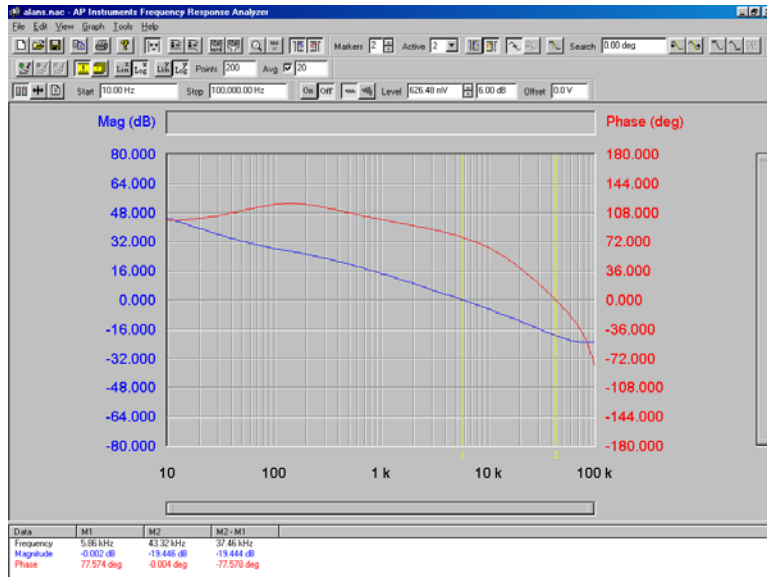 alans.nac - AP Instruments Frequency Response Analyzer
File Edit View Graph Tools Help
Markers 2 Active 2 Search 0.00 deg
Lin Log Lin Log Points 200 Avg 20
Start 10.00 Hz Stop 100,000.00 Hz On Off Level 626.48 mV 6.00 dB Offset 0.0 V
Mag (dB) Phase (deg)
80.000 180.000
64.000 144.000
48.000 108.000
32.000 72.000
16.000 36.000
0.000 0.000
-16.000 -36.000
-32.000 -72.000
-48.000 -108.000
-64.000 -144.000
-80.000 -180.000
1 2
10 100 1 k 10 k 100 k
Data M1 M2 M2 - M1
Frequency 5.86 kHz 43.32 kHz 37.46 kHz
Magnitude -0.002 dB -19.446 dB -19.444 dB
Phase 77.574 deg -0.004 deg -77.578 deg